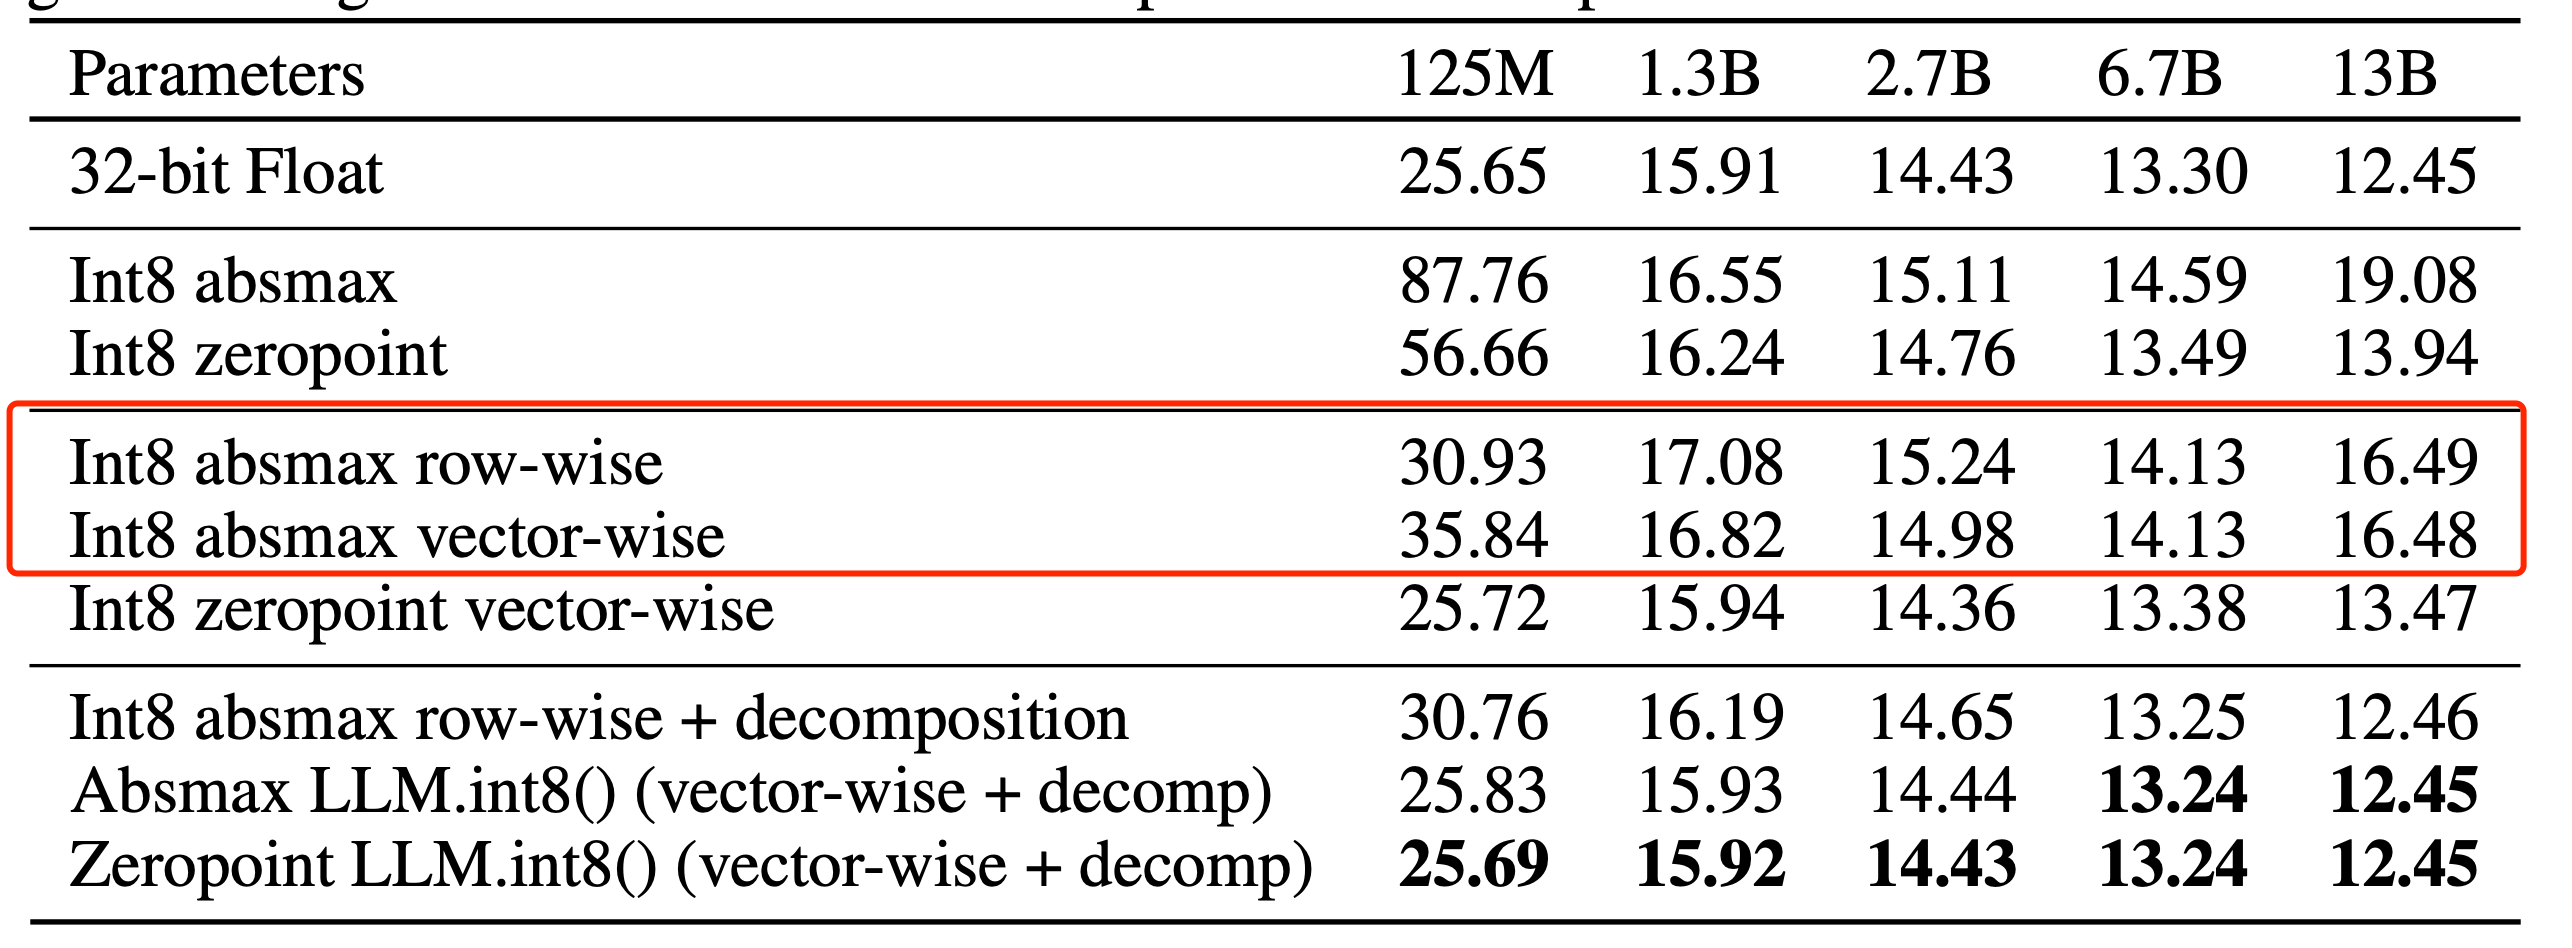 Parameters 125M 1.3B 2.7B 6.7B 13B
32-bit Float 25.65 15.91 14.43 13.30 12.45
Int8 absmax 87.76 16.55 15.11 14.59 19.08
Int8 zeropoint 56.66 16.24 14.76 13.49 13.94
Int8 absmax row-wise 30.93 17.08 15.24 14.13 16.49
Int8 absmax vector-wise 35.84 16.82 14.98 14.13 16.48
Int8 zeropoint vector-wise 25.72 15.94 14.36 13.38 13.47
Int8 absmax row-wise + decomposition 30.76 16.19 14.65 13.25 12.46
Absmax LLM.int8() (vector-wise + decomp) 25.83 15.93 14.44 13.24 12.45
Zeropoint LLM.int8() (vector-wise + decomp) 25.69 15.92 14.43 13.24 12.45